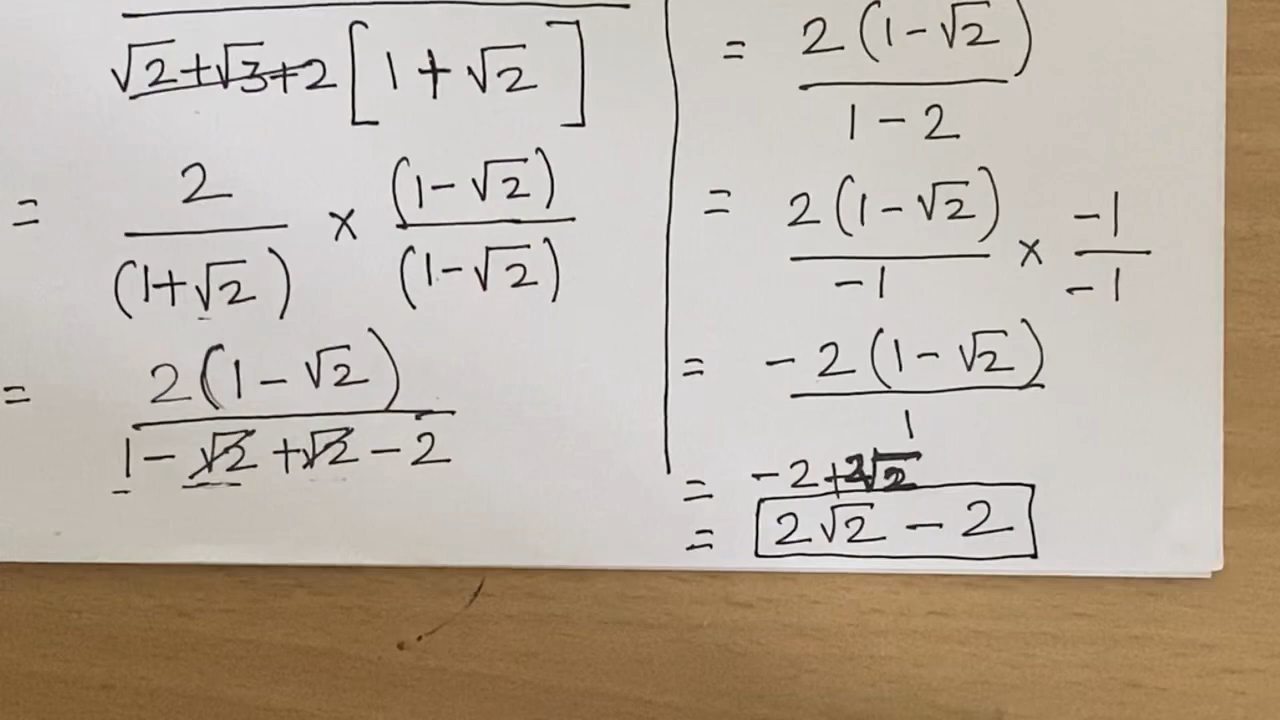 √2+√3+2 [1 + √2]
= 2/(1+√2) × (1-√2)/(1-√2)
= 2(1-√2)/1-√2+√2-2
= 2(1-√2)/1-2
= 2(1-√2)/-1 × -1/-1
= -2(1-√2)/1
= -2+2√2
= 2√2 - 2